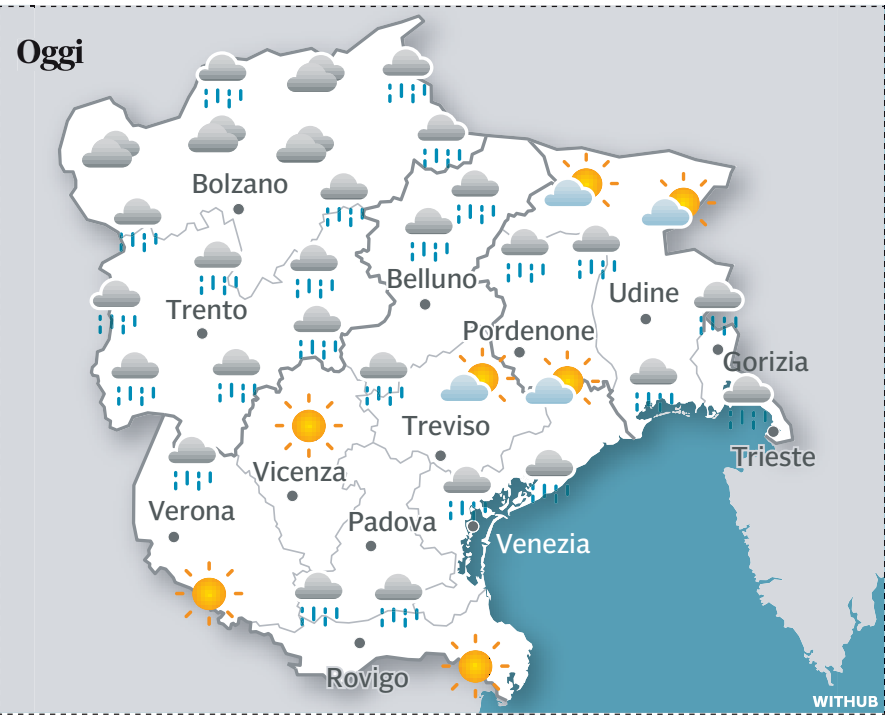 Oggi
Bolzano
Belluno
Udine
Trento
Pordenone
Gorizia
Treviso
Trieste
Vicenza
Verona
Padova
Venezia
Rovigo
WITHUB